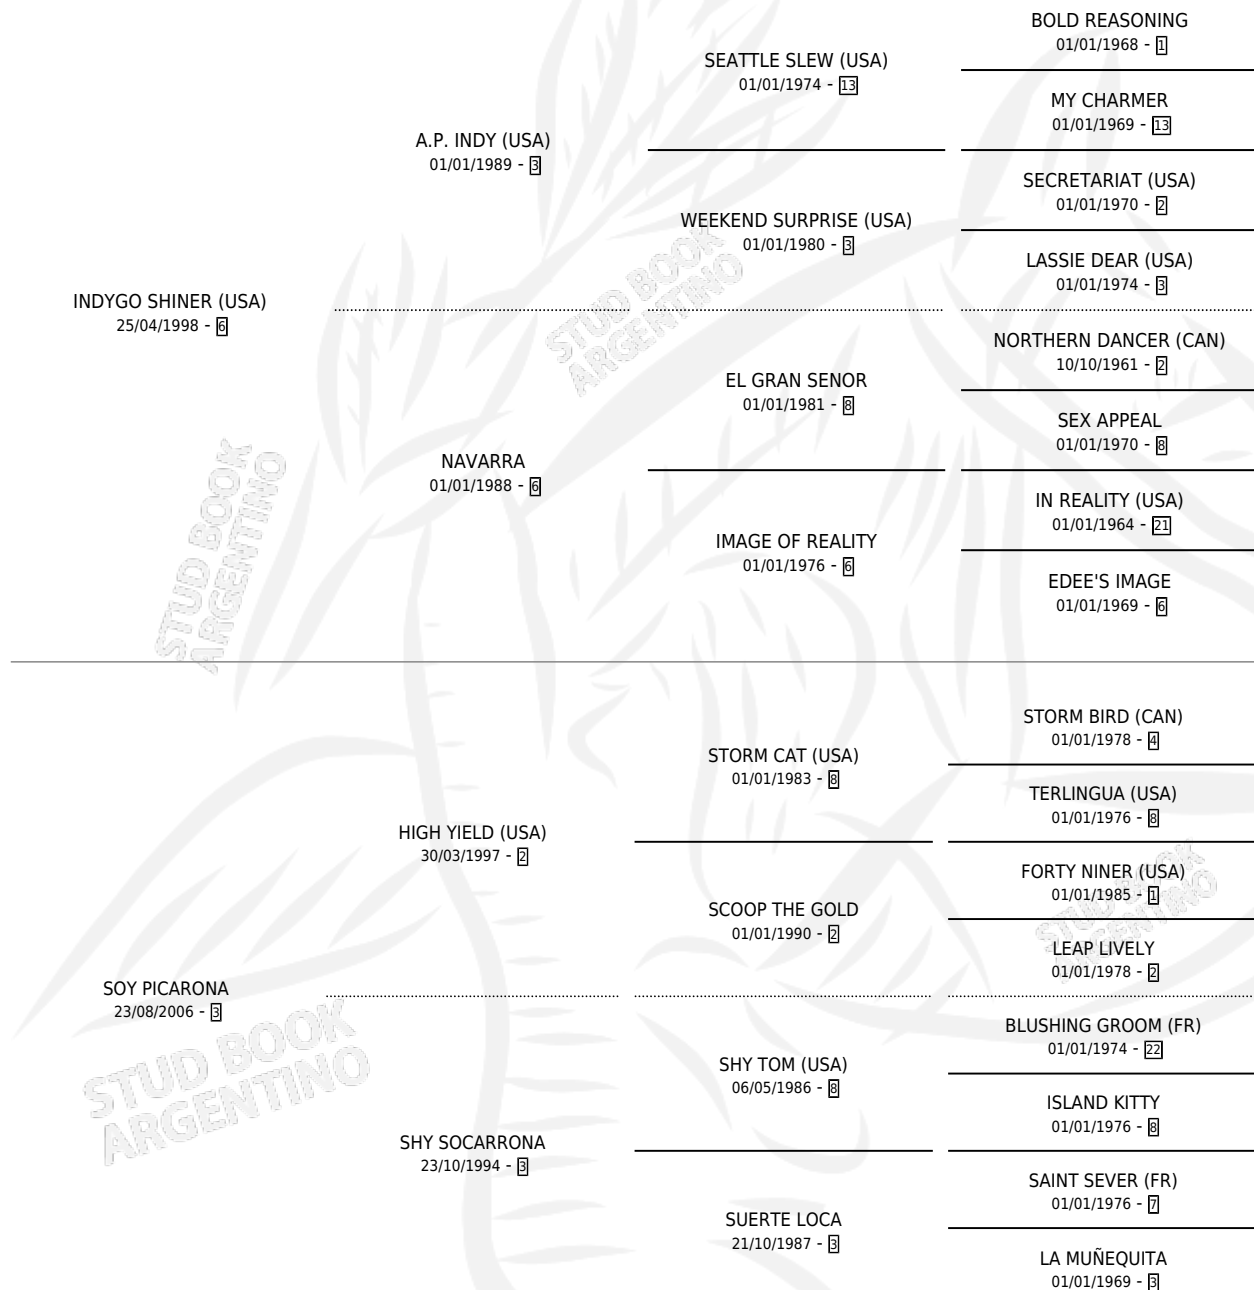 BOLD REASONING
01/01/1968 - 1
SEATTLE SLEW (USA)
01/01/1974 - 13
MY CHARMER
01/01/1969 - 13
A.P. INDY (USA)
01/01/1989 - 3
SECRETARIAT (USA)
01/01/1970 - 2
WEEKEND SURPRISE (USA)
01/01/1980 - 3
LASSIE DEAR (USA)
01/01/1974 - 3
INDYGO SHINER (USA)
25/04/1998 - 6
NORTHERN DANCER (CAN)
10/10/1961 - 2
EL GRAN SENOR
01/01/1981 - 8
SEX APPEAL
01/01/1970 - 8
NAVARRA
01/01/1988 - 6
IN REALITY (USA)
01/01/1964 - 21
IMAGE OF REALITY
01/01/1976 - 6
EDEE'S IMAGE
01/01/1969 - 6
STORM BIRD (CAN)
01/01/1978 - 4
STORM CAT (USA)
01/01/1983 - 8
TERLINGUA (USA)
01/01/1976 - 8
HIGH YIELD (USA)
30/03/1997 - 2
FORTY NINER (USA)
01/01/1985 - 1
SCOOP THE GOLD
01/01/1990 - 2
LEAP LIVELY
01/01/1978 - 2
SOY PICARONA
23/08/2006 - 3
BLUSHING GROOM (FR)
01/01/1974 - 22
SHY TOM (USA)
06/05/1986 - 8
ISLAND KITTY
01/01/1976 - 8
SHY SOCARRONA
23/10/1994 - 3
SAINT SEVER (FR)
01/01/1976 - 7
SUERTE LOCA
21/10/1987 - 3
LA MUÑEQUITA
01/01/1969 - 3
STUD BOOK
ARGENTINO
STUD BOOK
ARGENTINO
STUD BOOK
ARGENTINO
STUD BOOK
ARGENTINO